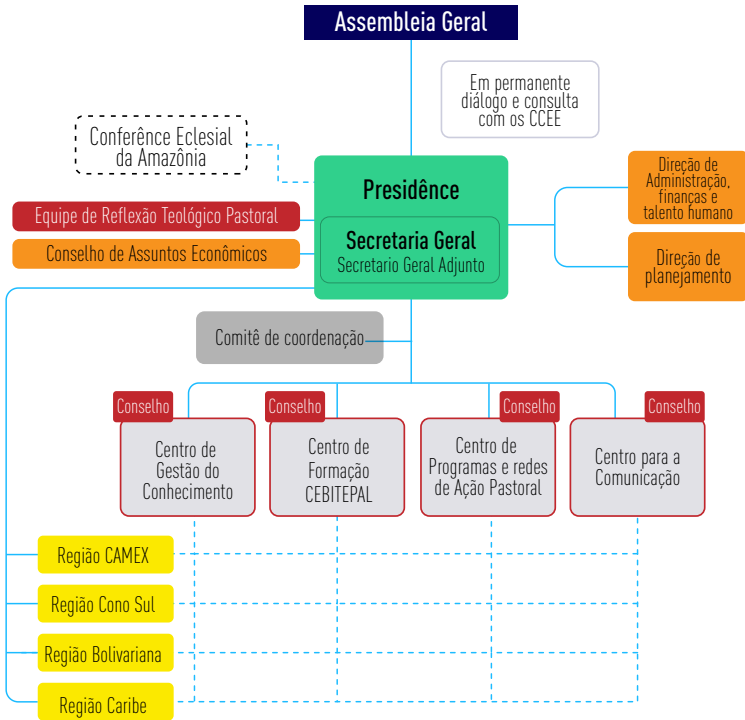 Assembleia Geral
Em permanente
diálogo e consulta
com os CCEE
Conferênce Eclesial
da Amazônia
Presidênce
Secretaria Geral
Secretario Geral Adjunto
Equipe de Reflexão Teológico Pastoral
Conselho de Assuntos Econômicos
Direção de
Administração,
finanças e
talento humano
Direção de
planejamento
Comitê de coordenação
Conselho
Centro de
Gestão do
Conhecimento
Conselho
Centro de
Formação
CEBITEPAL
Conselho
Centro de
Programas e redes
de Ação Pastoral
Conselho
Centro para a
Comunicação
Região CAMEX
Região Cono Sul
Região Bolivariana
Região Caribe